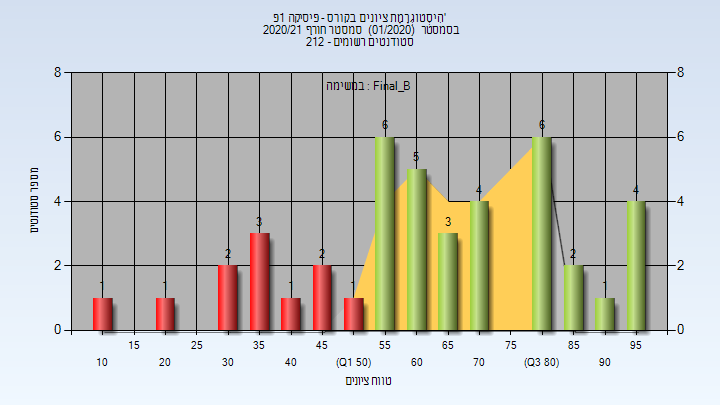 היסטוגרמת ציונים בקורס - פיסיקה 1פ'
בסמסטר (01/2020) סמסטר חורף 2020/21
סטודנטים רשומים - 212
במשימה : Final_B
מספר סטודנטים
8 8
6 6
4 4
2 2
0 0
1 1 2 3 1 2 1 6 5 3 4 6 2 1 4
15 25 35 45 55 65 75 85 95
10 20 30 40 (Q1 50) 60 70 (Q3 80) 90
טווח ציונים